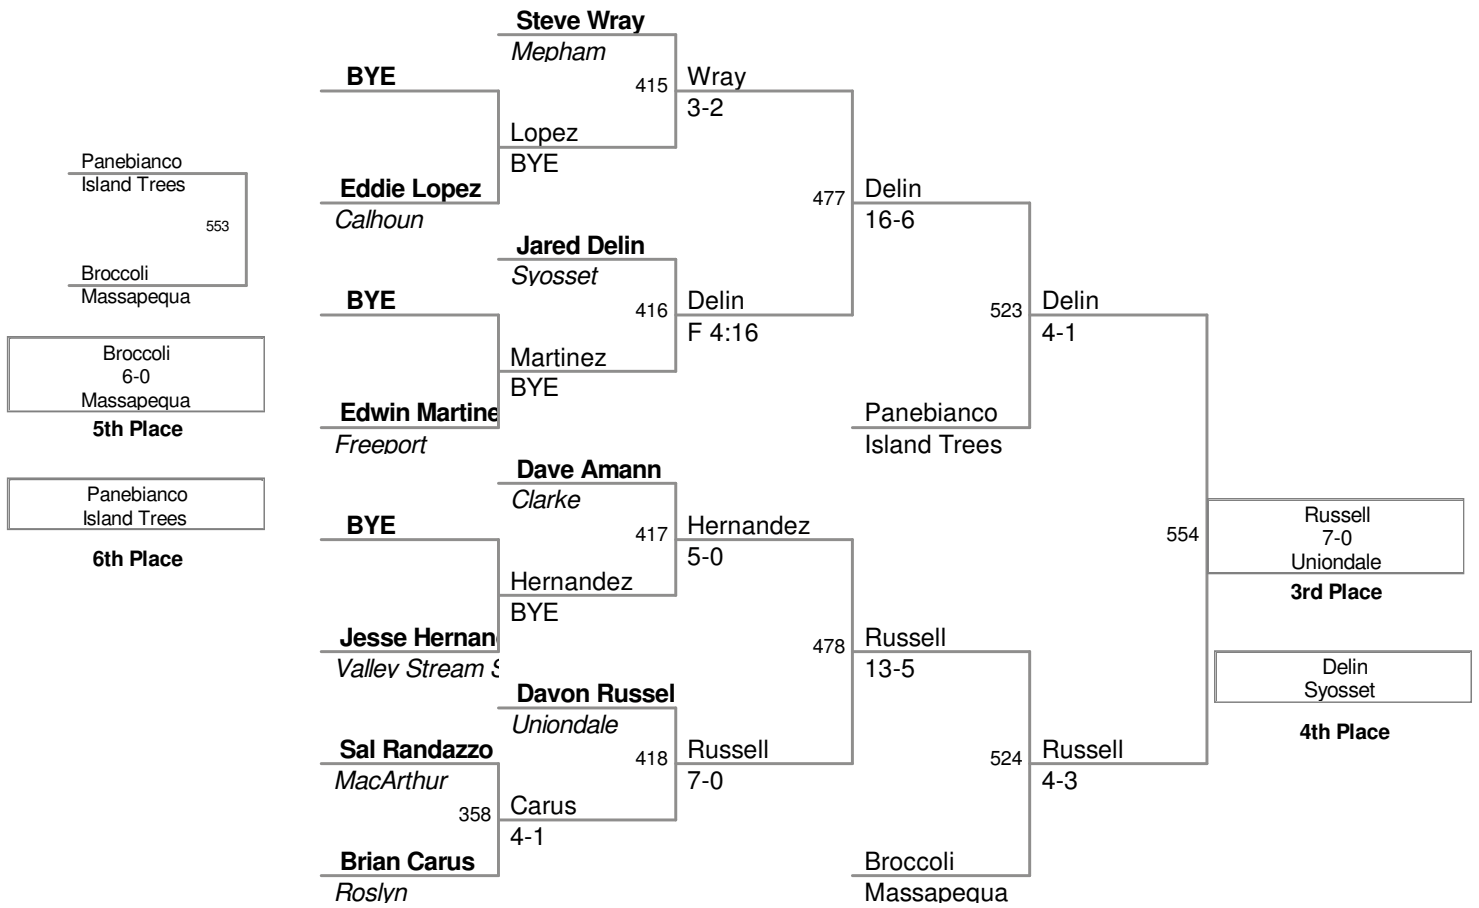 Steve Wray
Mepham
BYE
415
Wray
3-2
Lopez
BYE
Panebianco
Island Trees
553
Broccoli
Massapequa
Eddie Lopez
Calhoun
477
Delin
16-6
Jared Delin
Syosset
BYE
416
Delin
F 4:16
523
Delin
4-1
Broccoli
6-0
Massapequa
5th Place
Martinez
BYE
Edwin Martine
Freeport
Panebianco
Island Trees
Dave Amann
Clarke
Panebianco
Island Trees
6th Place
BYE
417
Hernandez
5-0
554
Russell
7-0
Uniondale
3rd Place
Hernandez
BYE
Jesse Hernan
Valley Stream S
478
Russell
13-5
Delin
Syosset
4th Place
Davon Russel
Uniondale
Sal Randazzo
MacArthur
418
Russell
7-0
524
Russell
4-3
358
Carus
4-1
Brian Carus
Roslyn
Broccoli
Massapequa